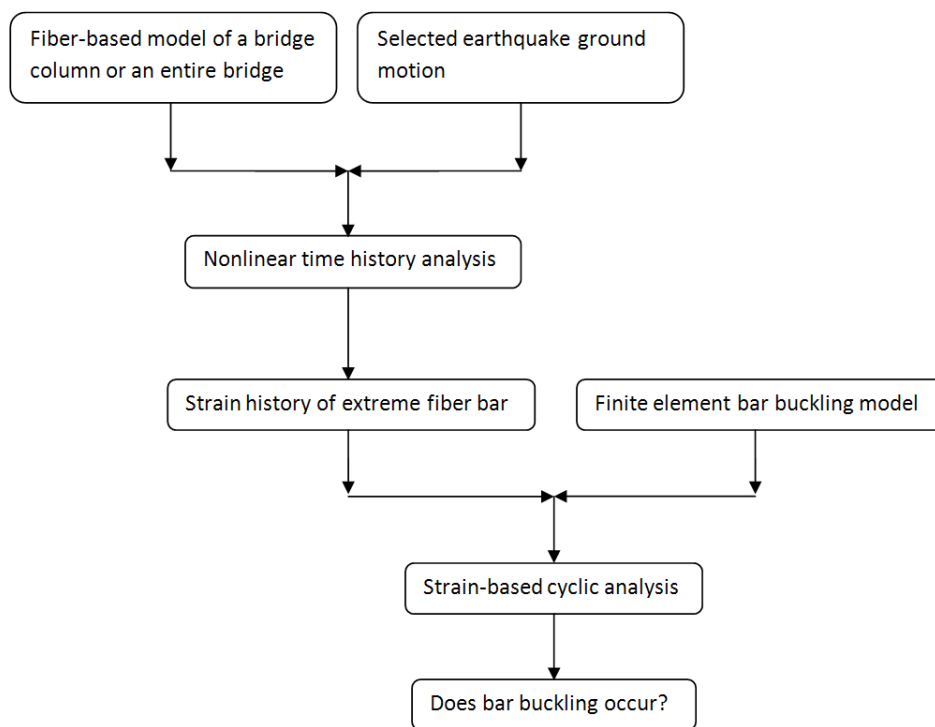 Fiber-based model of a bridge
column or an entire bridge
Selected earthquake ground
motion
Nonlinear time history analysis
Strain history of extreme fiber bar
Finite element bar buckling model
Strain-based cyclic analysis
Does bar buckling occur?